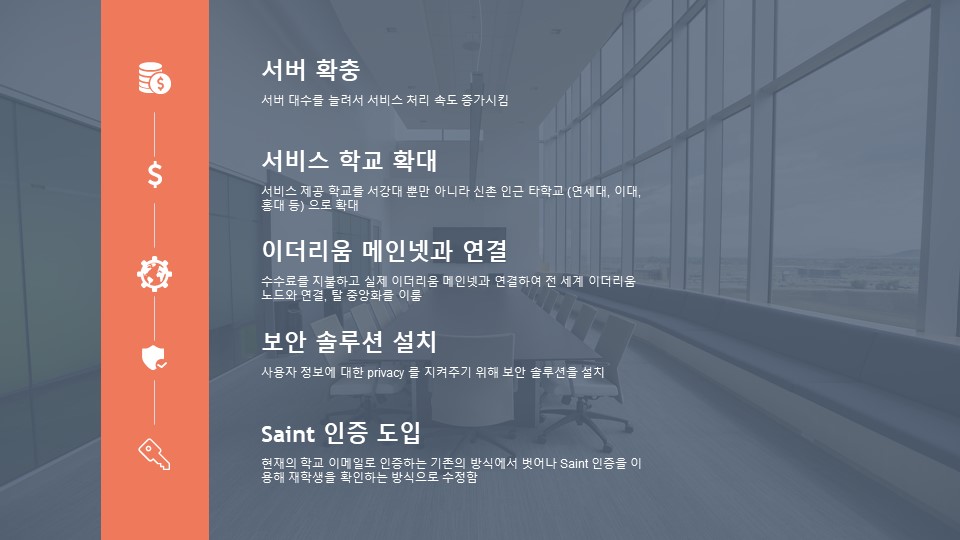 서버 확충
서버 대수를 늘려서 서비스 처리 속도 증가시킴
서비스 학교 확대
서비스 제공 학교를 서강대 뿐만 아니라 신촌 인근 타학교 (연세대, 이대,
홍대 등) 으로 확대
이더리움 메인넷과 연결
수수료를 지불하고 실제 이더리움 메인넷과 연결하여 전 세계 이더리움
노드와 연결, 탈 중앙화를 이룸
보안 솔루션 설치
사용자 정보에 대한 privacy 를 지켜주기 위해 보안 솔루션을 설치
Saint 인증 도입
현재의 학교 이메일로 인증하는 기존의 방식에서 벗어나 Saint 인증을 이
용해 재학생을 확인하는 방식으로 수정함